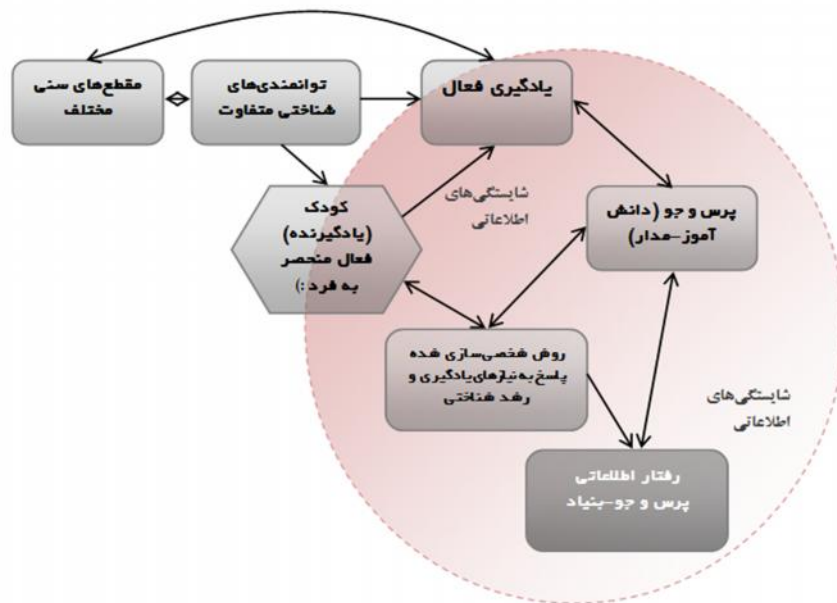 مقطع‌های سنی
مختلف
توانمندی‌های
شناختی متفاوت
یادگیری فعال
شایستگی‌های
اطلاعاتی
کودک
(یادگیرنده)
فعال منحصر
به فرد :)
پرس و جو (دانش
آموز-مدار)
روش شخصی‌سازی شده
پاسخ به نیازهای یادگیری و
رشد شناختی
شایستگی‌های
اطلاعاتی
رفتار اطلاعاتی
پرس و جو-بنیاد